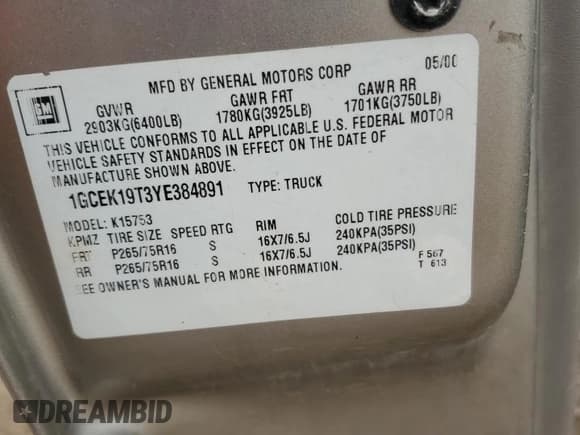 MFD BY GENERAL MOTORS CORP 05/00
GM
GVWR GAWR FRT GAWR RR
2903KG(6400LB) 1780KG(3925LB) 1701KG(3750LB)
THIS VEHICLE CONFORMS TO ALL APPLICABLE U.S. FEDERAL MOTOR
VEHICLE SAFETY STANDARDS IN EFFECT ON THE DATE OF
MANUFACTURE SHOWN ABOVE.
1GCEK19T3YE384891 TYPE: TRUCK
MODEL: K15753
KPMZ TIRE SIZE SPEED RTG RIM COLD TIRE PRESSURE
FRT P265/75R16 S 16X7/6.5J 240KPA(35PSI)
RR P265/75R16 S 16X7/6.5J 240KPA(35PSI)
SEE OWNER'S MANUAL FOR MORE INFORMATION.
F 567
T 613
DREAMBID